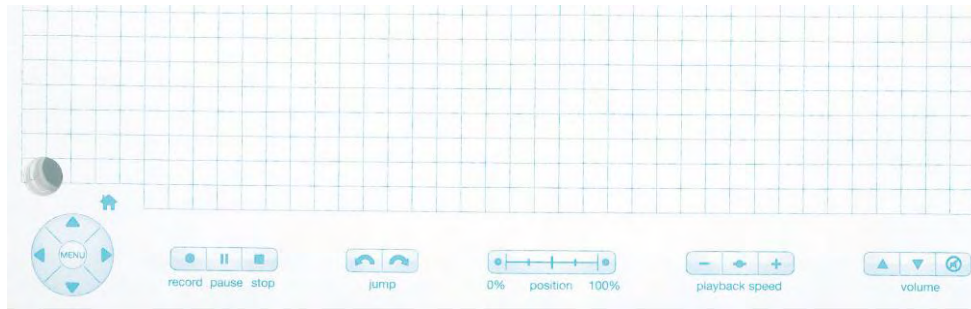 MENU
record pause stop
jump
0% position 100%
playback speed
volume